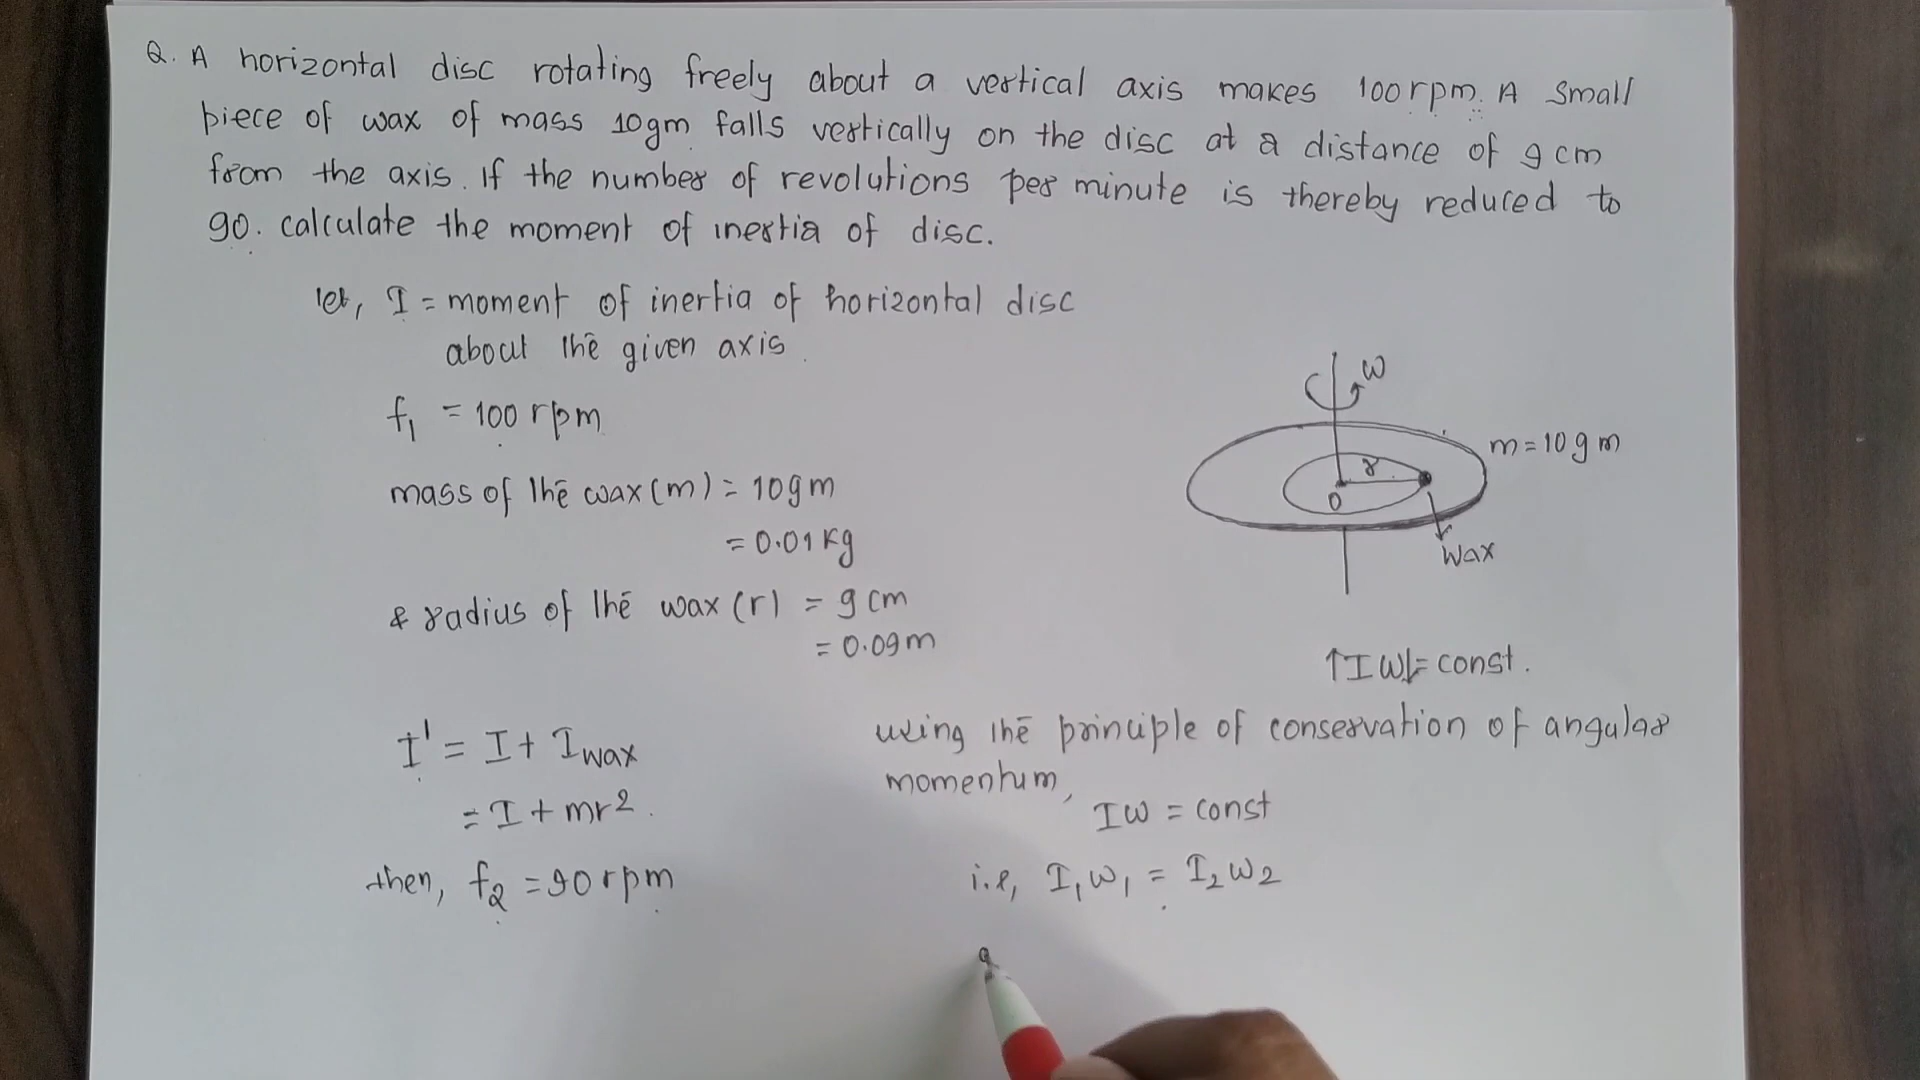 Q. A horizontal disc rotating freely about a vertical axis makes 100 rpm. A small
piece of wax of mass 10gm falls vertically on the disc at a distance of 9 cm
from the axis. If the number of revolutions per minute is thereby reduced to
90. calculate the moment of inertia of disc.
let, I = moment of inertia of horizontal disc
about the given axis
f₁ = 100 rpm
mass of the wax (m) = 10gm
= 0.01 kg
& radius of the wax (r) = 9 cm
= 0.09m
I' = I + I wax
= I + mr².
then, f₂ = 90 rpm
ω
m = 10 gm
r
O
wax
↑Iω↓ = const.
using the principle of conservation of angular
momentum,
Iω = const
i.e, I₁ω₁ = I₂ω₂